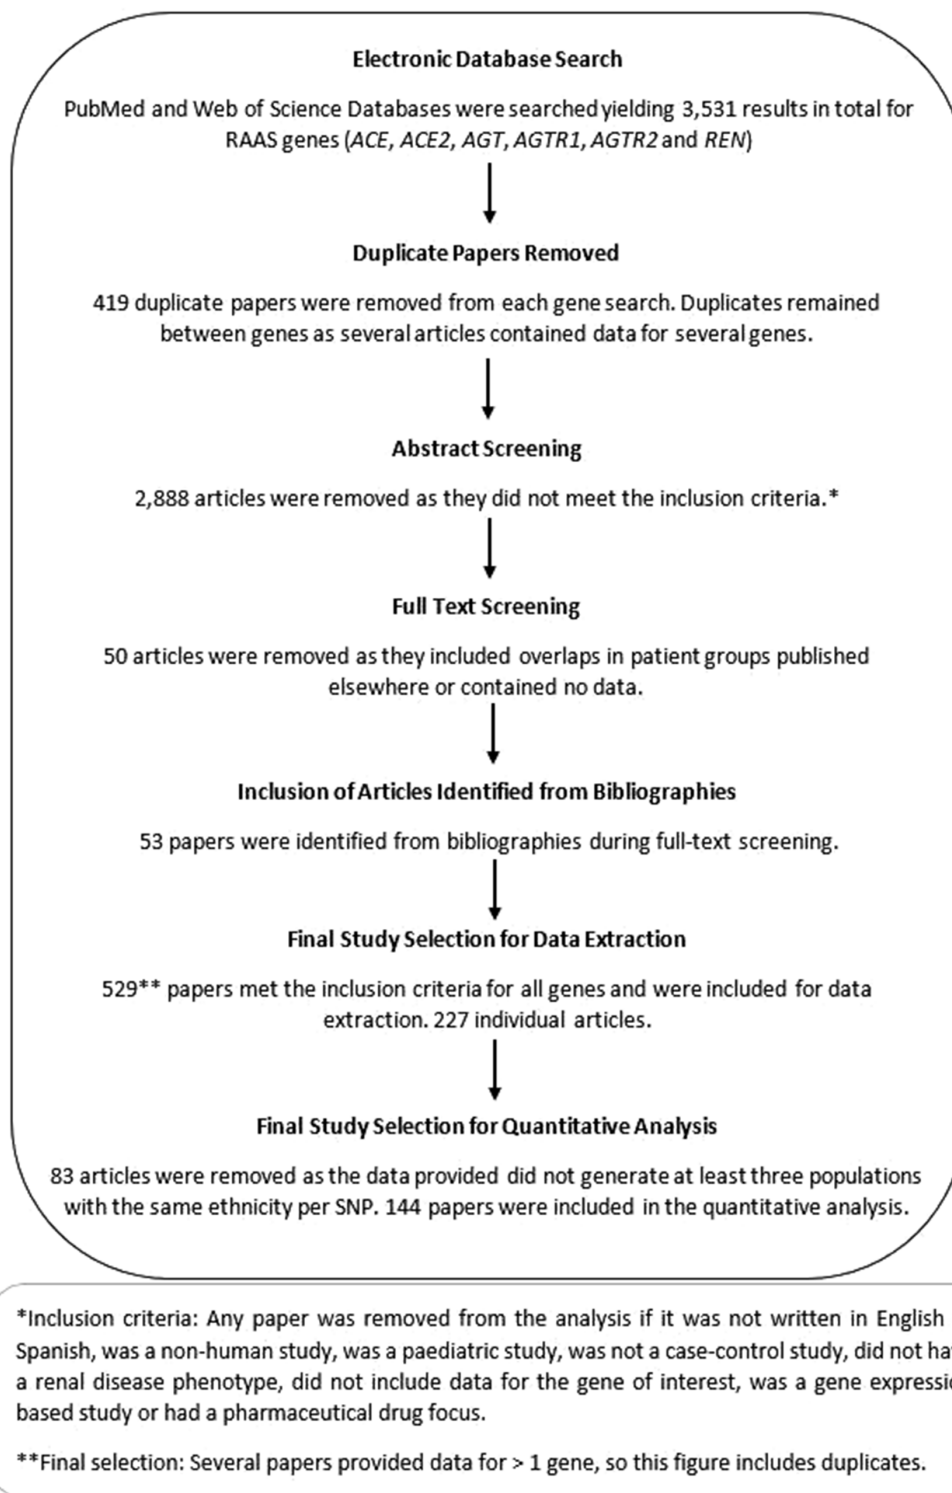 Electronic Database Search
PubMed and Web of Science Databases were searched yielding 3,531 results in total for
RAAS genes (ACE, ACE2, AGT, AGTR1, AGTR2 and REN)
Duplicate Papers Removed
419 duplicate papers were removed from each gene search. Duplicates remained
between genes as several articles contained data for several genes.
Abstract Screening
2,888 articles were removed as they did not meet the inclusion criteria.*
Full Text Screening
50 articles were removed as they included overlaps in patient groups published
elsewhere or contained no data.
Inclusion of Articles Identified from Bibliographies
53 papers were identified from bibliographies during full-text screening.
Final Study Selection for Data Extraction
529** papers met the inclusion criteria for all genes and were included for data
extraction. 227 individual articles.
Final Study Selection for Quantitative Analysis
83 articles were removed as the data provided did not generate at least three populations
with the same ethnicity per SNP. 144 papers were included in the quantitative analysis.
*Inclusion criteria: Any paper was removed from the analysis if it was not written in English
Spanish, was a non-human study, was a paediatric study, was not a case-control study, did not
a renal disease phenotype, did not include data for the gene of interest, was a gene
based study or had a pharmaceutical drug focus.
**Final selection: Several papers provided data for > 1 gene, so this figure includes duplicates.